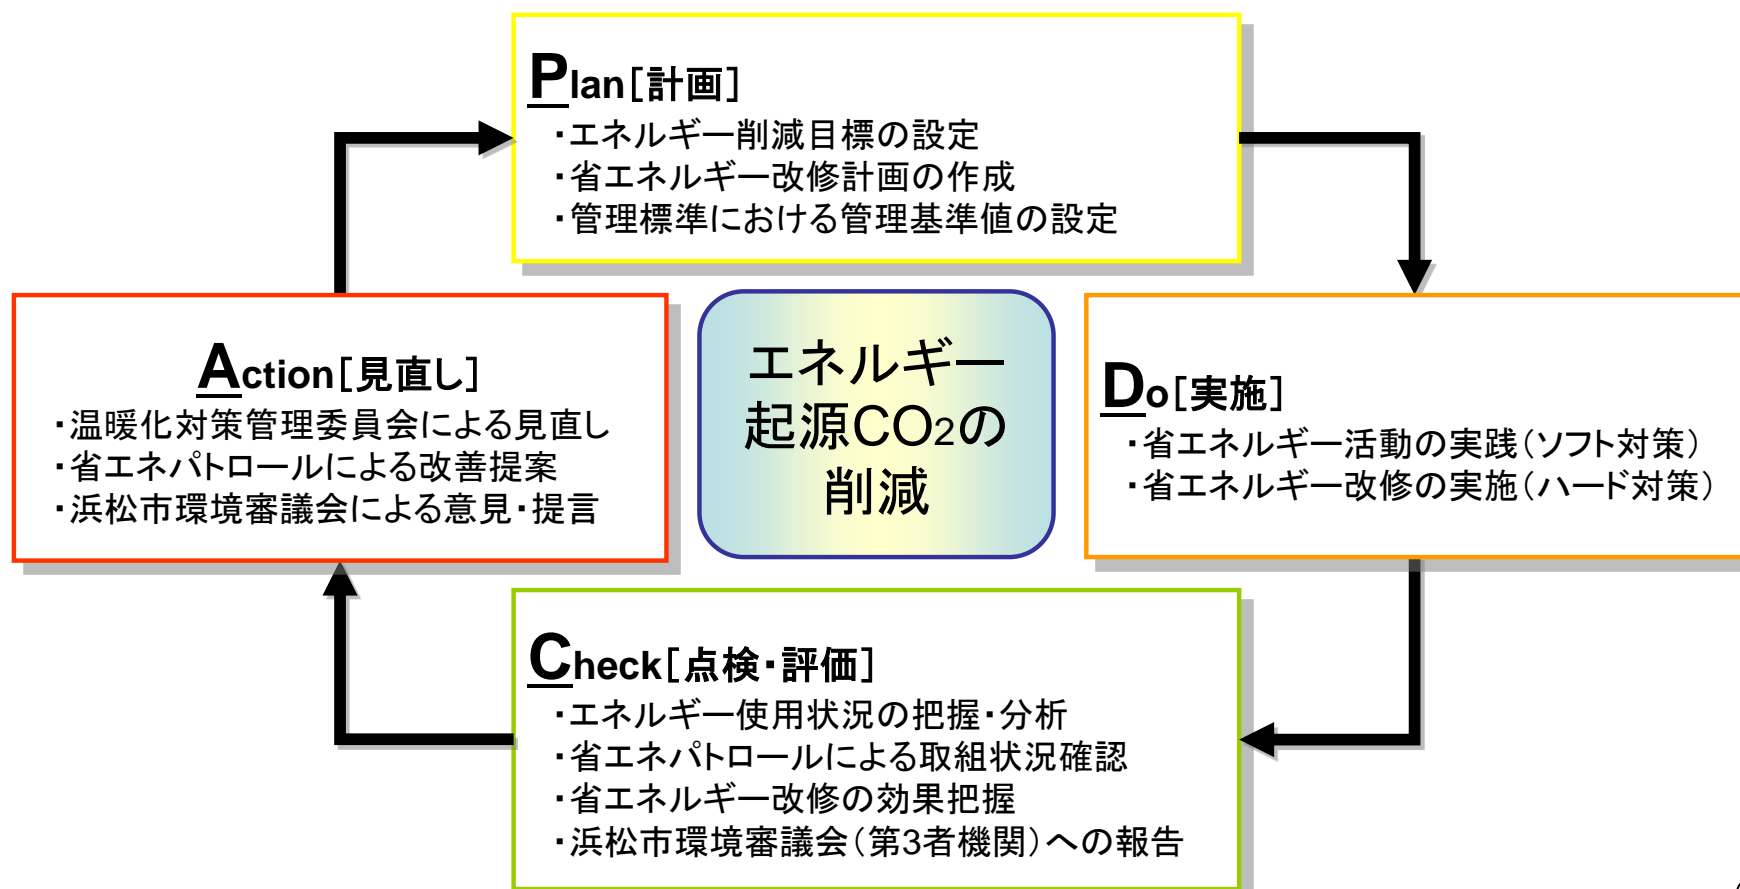 Plan[計画]
・エネルギー削減目標の設定
・省エネルギー改修計画の作成
・管理標準における管理基準値の設定
Action[見直し]
・温暖化対策管理委員会による見直し
・省エネパトロールによる改善提案
・浜松市環境審議会による意見・提言
エネルギー
起源CO2の
削減
Do[実施]
・省エネルギー活動の実践(ソフト対策)
・省エネルギー改修の実施(ハード対策)
Check[点検・評価]
・エネルギー使用状況の把握・分析
・省エネパトロールによる取組状況確認
・省エネルギー改修の効果把握
・浜松市環境審議会(第3者機関)への報告